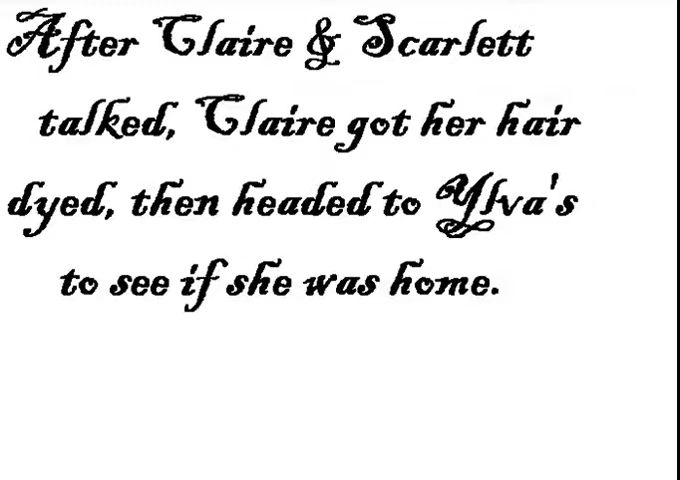 After Claire & Scarlett
talked, Claire got her hair
dyed, then headed to Ylva's
to see if she was home.